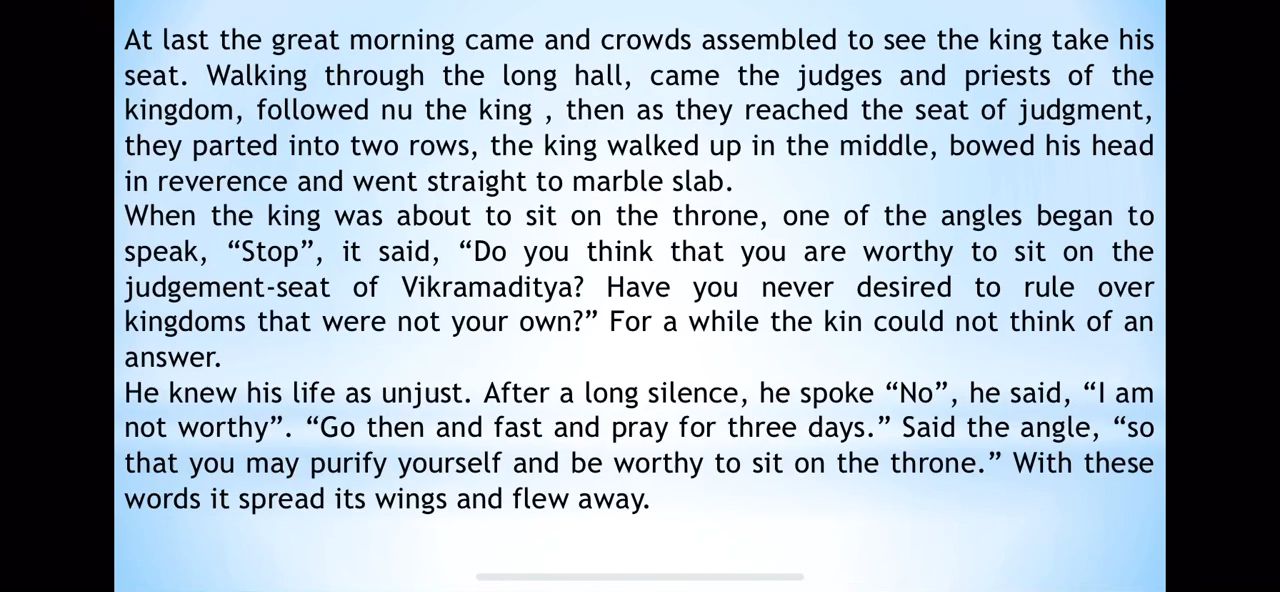 At last the great morning came and crowds assembled to see the king take his
seat. Walking through the long hall, came the judges and priests of the
kingdom, followed nu the king , then as they reached the seat of judgment,
they parted into two rows, the king walked up in the middle, bowed his head
in reverence and went straight to marble slab.
When the king was about to sit on the throne, one of the angles began to
speak, “Stop”, it said, “Do you think that you are worthy to sit on the
judgement-seat of Vikramaditya? Have you never desired to rule over
kingdoms that were not your own?” For a while the kin could not think of an
answer.
He knew his life as unjust. After a long silence, he spoke “No”, he said, “I am
not worthy”. “Go then and fast and pray for three days.” Said the angle, “so
that you may purify yourself and be worthy to sit on the throne.” With these
words it spread its wings and flew away.